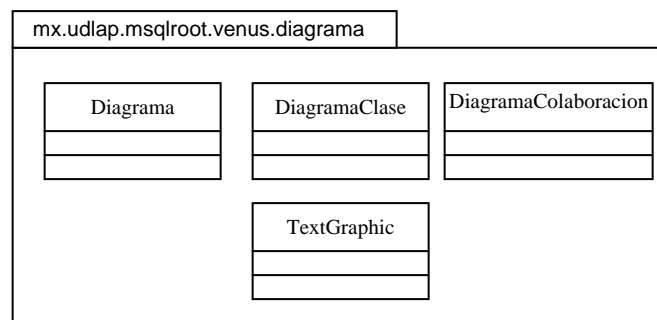 mx.udlap.msqlroot.venus.diagrama
Diagrama
DiagramaClase
DiagramaColaboracion
TextGraphic